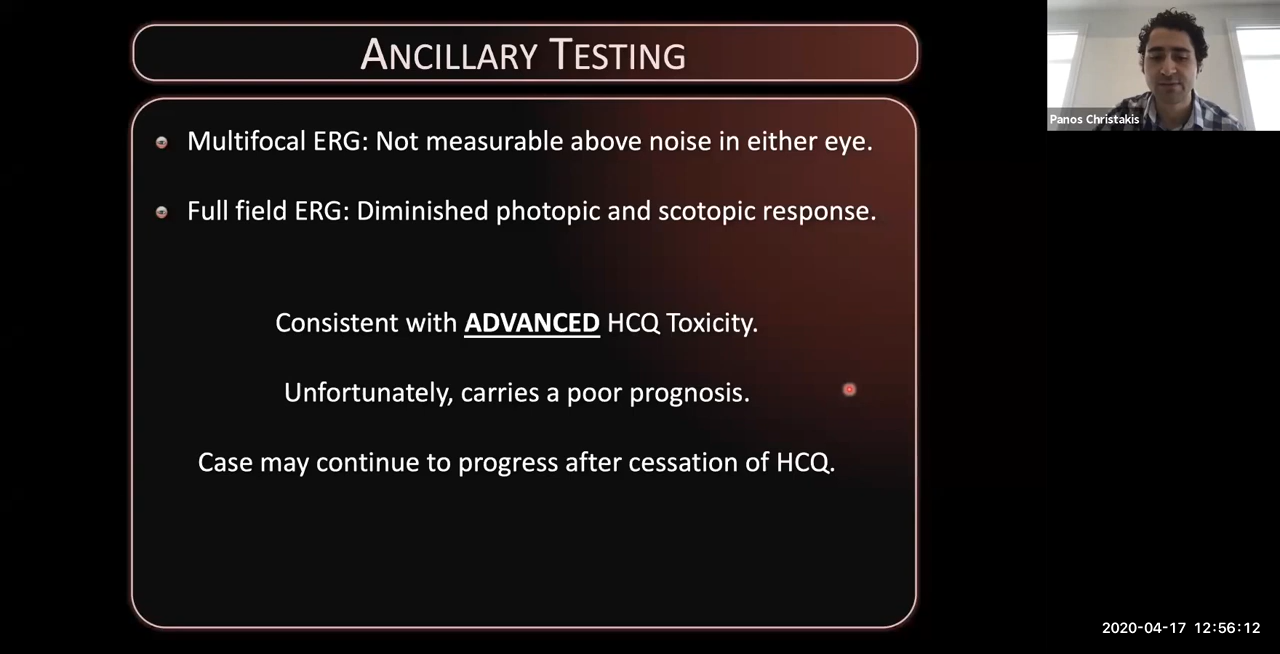 ANCILLARY TESTING
Multifocal ERG: Not measurable above noise in either eye.
Full field ERG: Diminished photopic and scotopic response.
Consistent with ADVANCED HCQ Toxicity.
Unfortunately, carries a poor prognosis.
Case may continue to progress after cessation of HCQ.
Panos Christakis
2020-04-17 12:56:12